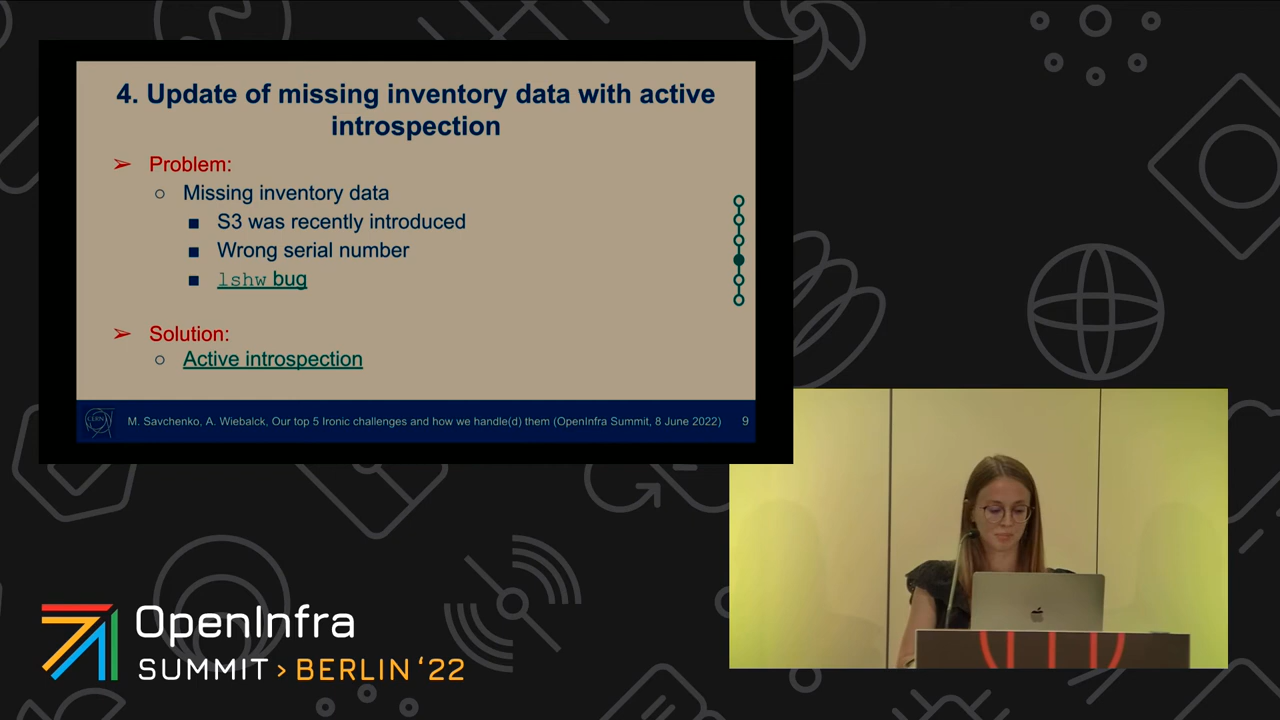 4. Update of missing inventory data with active
introspection
➢ Problem:
○ Missing inventory data
■ S3 was recently introduced
■ Wrong serial number
■ lshw bug
➢ Solution:
○ Active introspection
CERN
M. Savchenko, A. Wiebalck, Our top 5 Ironic challenges and how we handle(d) them (OpenInfra Summit, 8 June 2022) 9
OpenInfra
SUMMIT > BERLIN ‘22